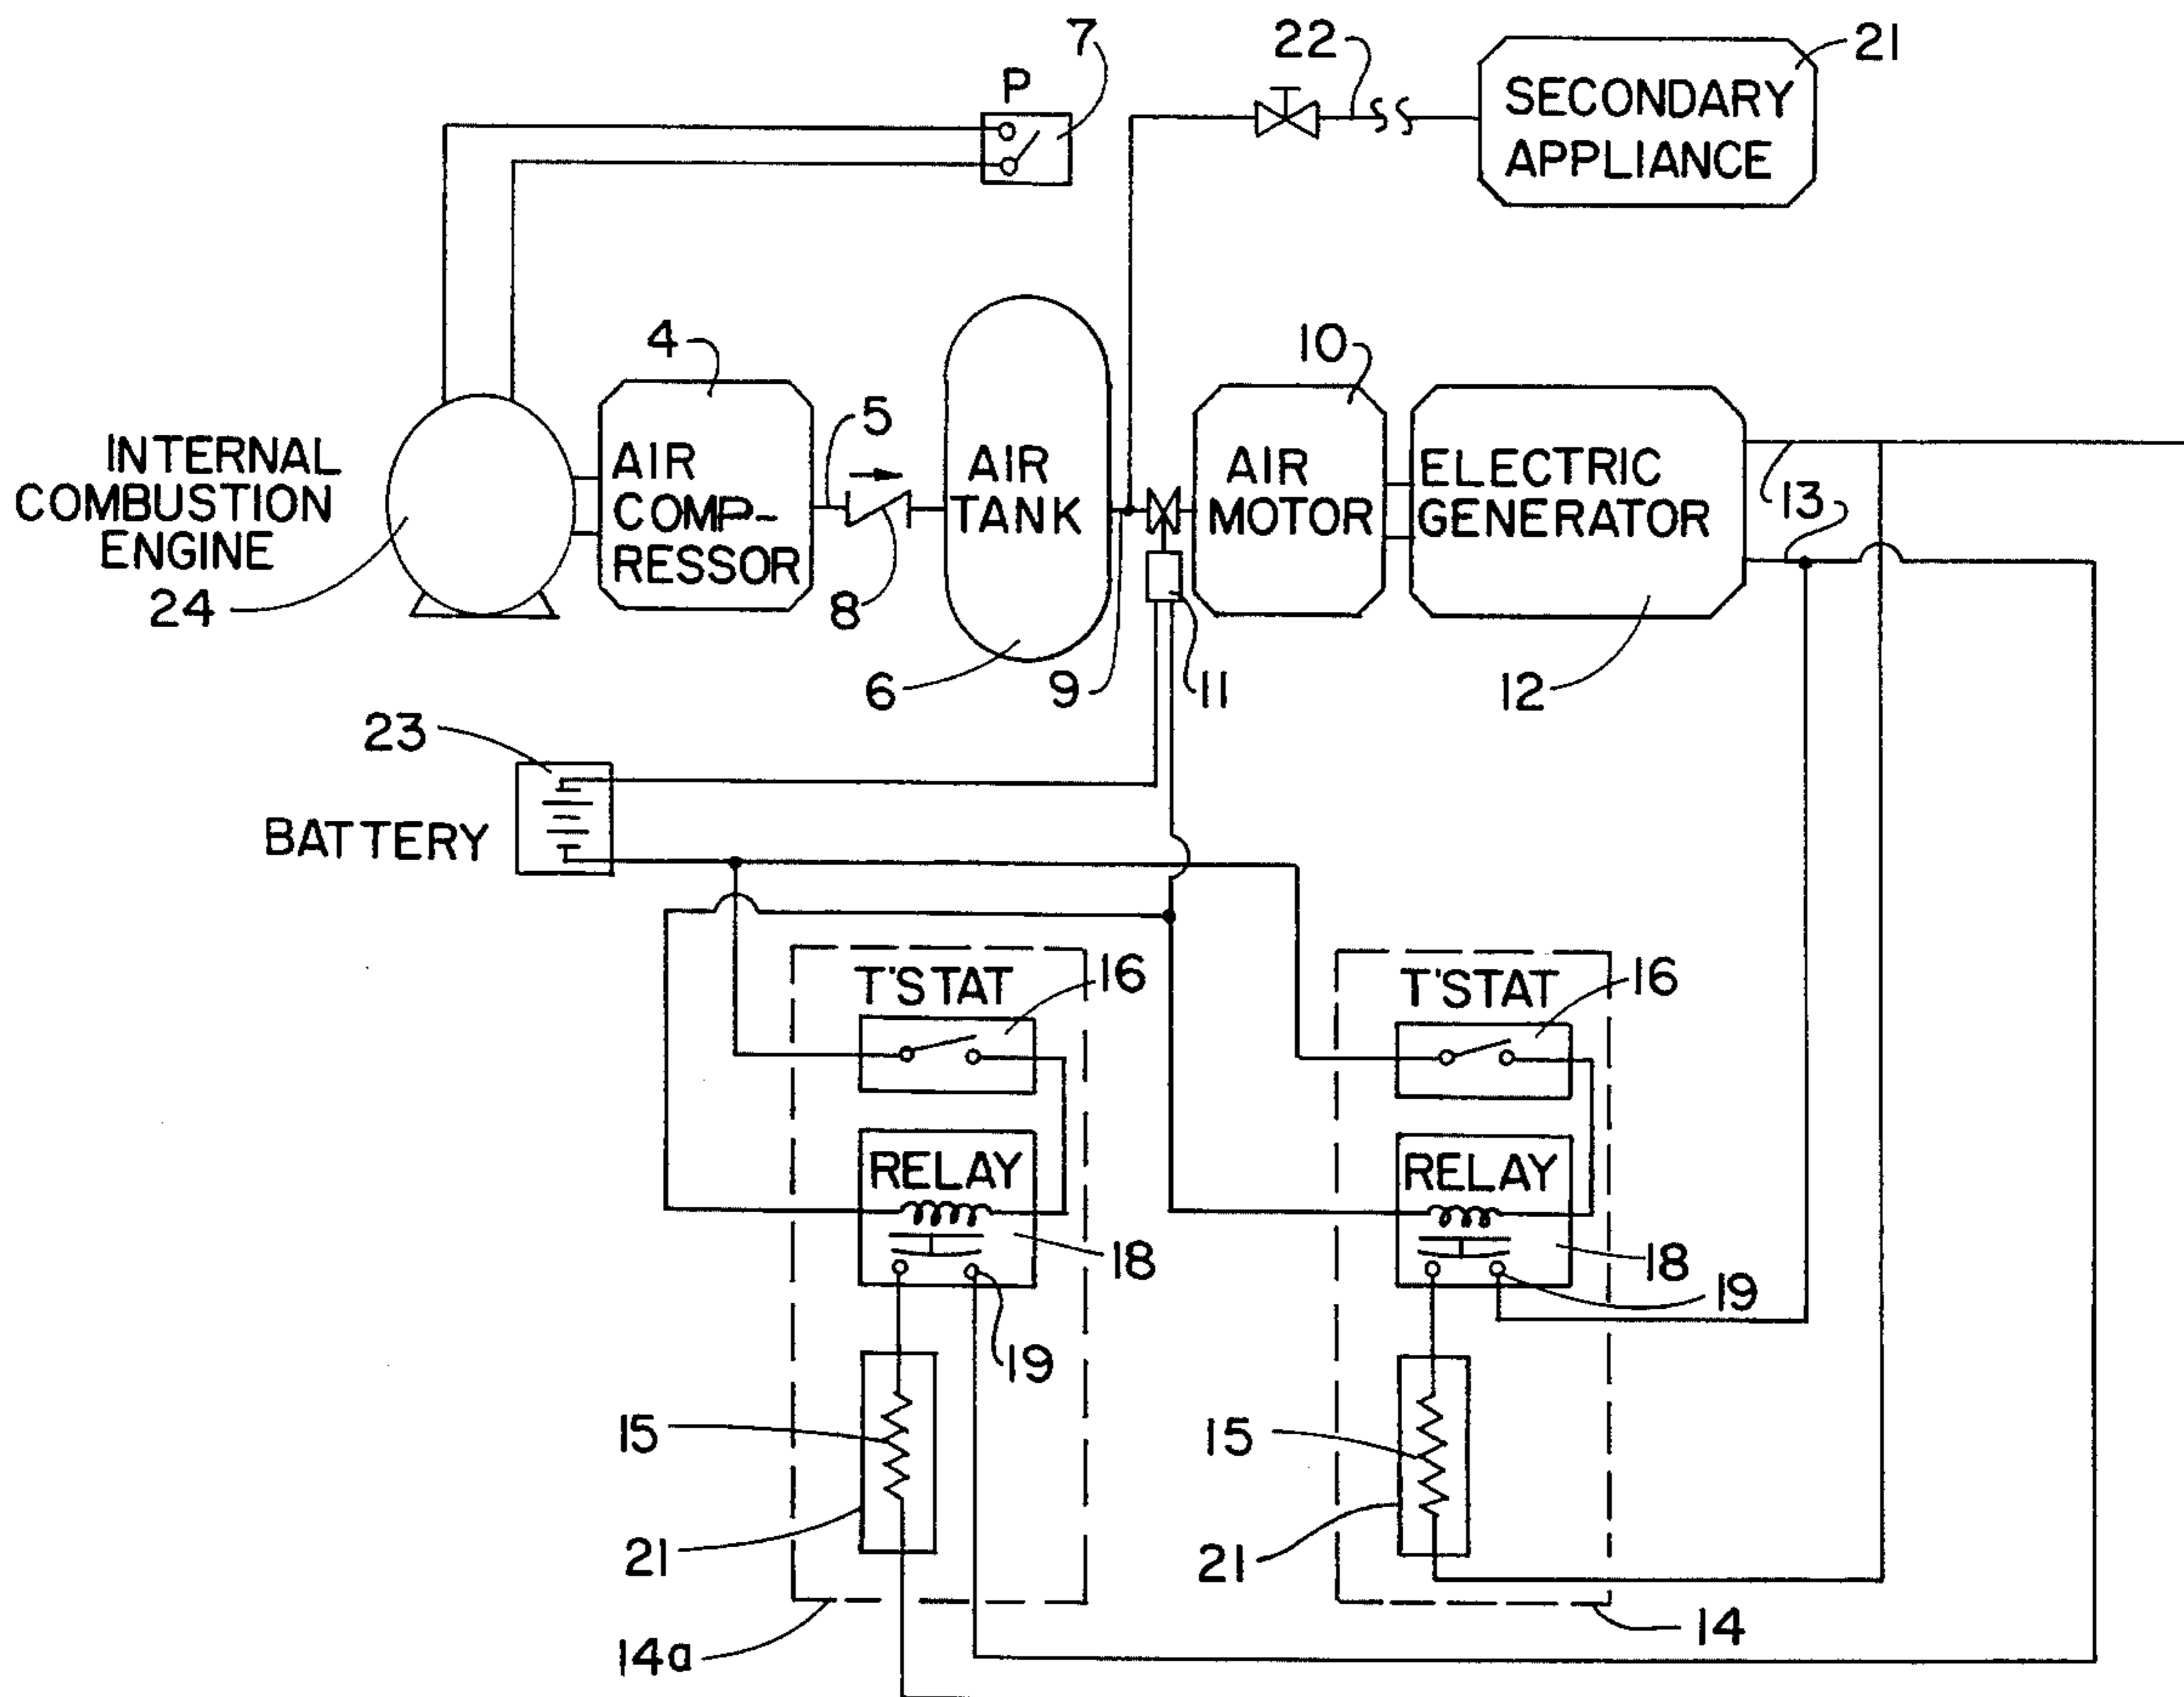 7
22
21
P
SECONDARY
APPLIANCE
4
10
5
INTERNAL
COMBUSTION
ENGINE
24
AIR
COMP-
RESSOR
AIR
TANK
AIR
MOTOR
ELECTRIC
GENERATOR
13
8
6
9
11
12
23
BATTERY
T'STAT
16
T'STAT
16
RELAY
18
RELAY
18
19
19
15
15
21
21
14a
14